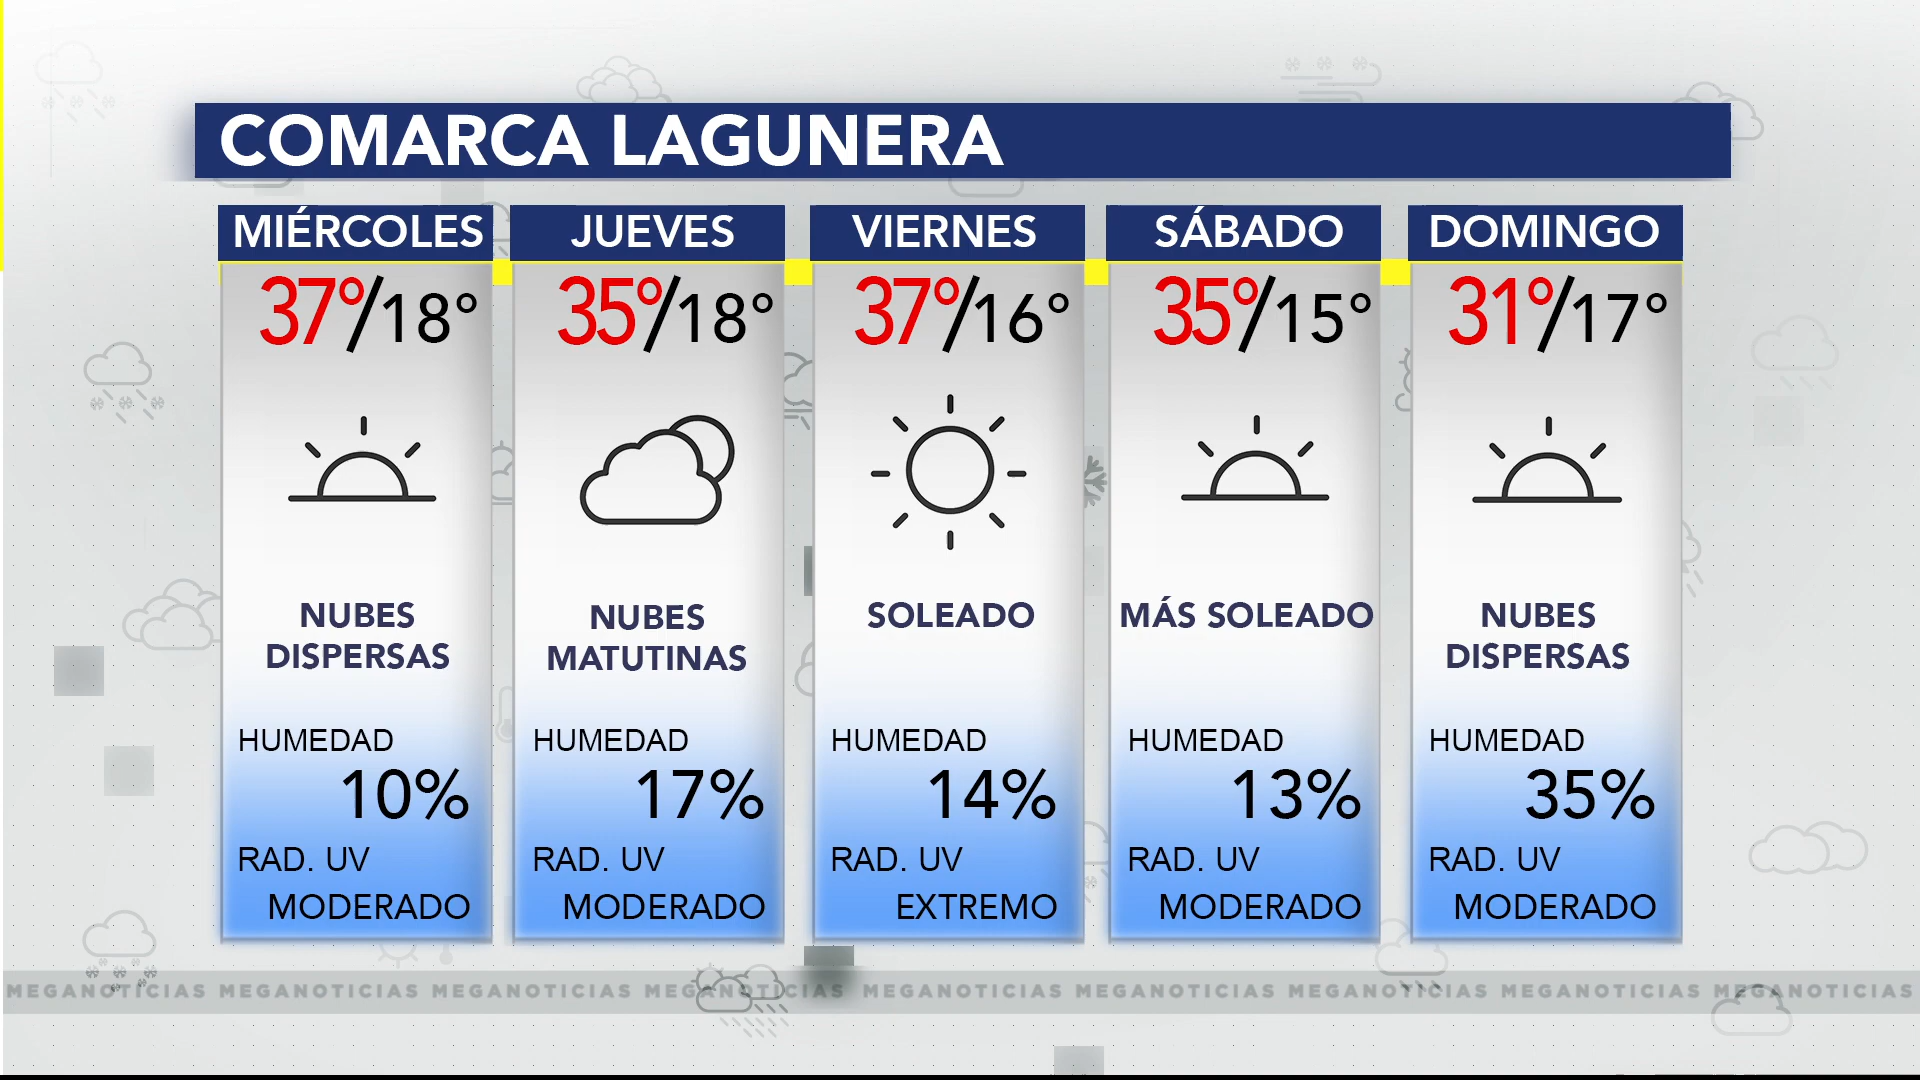 COMARCA LAGUNERA
MIÉRCOLES
37°/18°
NUBES
DISPERSAS
HUMEDAD
10%
RAD. UV
MODERADO
JUEVES
35°/18°
NUBES
MATUTINAS
HUMEDAD
17%
RAD. UV
MODERADO
VIERNES
37°/16°
SOLEADO
HUMEDAD
14%
RAD. UV
EXTREMO
SÁBADO
35°/15°
MÁS SOLEADO
HUMEDAD
13%
RAD. UV
MODERADO
DOMINGO
31°/17°
NUBES
DISPERSAS
HUMEDAD
35%
RAD. UV
MODERADO
MEGANOTICIAS MEGANOTICIAS MEGANOTICIAS MEGANOTICIAS MEGANOTICIAS MEGANOTICIAS MEGANOTICIAS MEGANOTICIAS MEGANOTICIAS